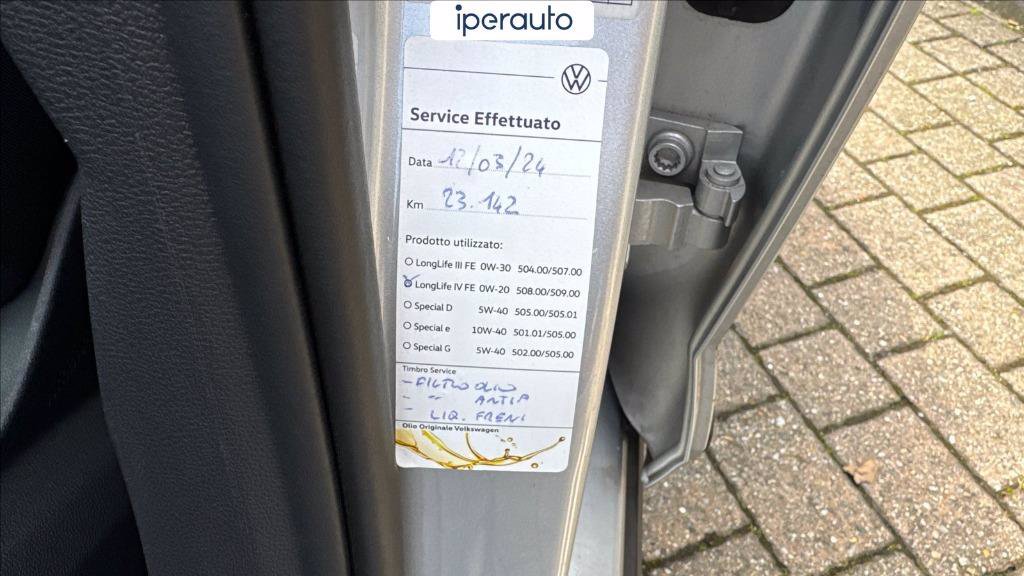 iperauto
Service Effettuato
Data 12/03/24
Km 23.142
Prodotto utilizzato:
LongLife III FE 0W-30 504.00/507.00
LongLife IV FE 0W-20 508.00/509.00
Special D 5W-40 505.00/505.01
Special e 10W-40 501.01/505.00
Special G 5W-40 502.00/505.00
Timbro Service
- FILTRO OLIO
- " ANTIP
- LIQ. FRENI
Olio Originale Volkswagen